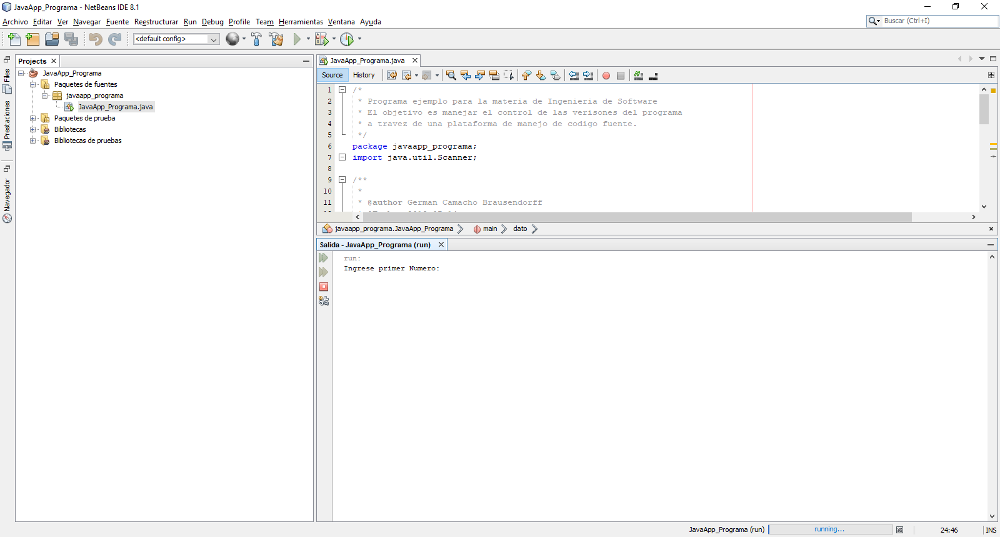 JavaApp_Programa - NetBeans IDE 8.1
Archivo Editar Ver Navegar Fuente Reestructurar Run Debug Profile Team Herramientas Ventana Ayuda
Buscar (Ctrl+I)
<default config>
Projects
Files
Prestaciones
Navegador
JavaApp_Programa
Paquetes de fuentes
javaapp_programa
JavaApp_Programa.java
Paquetes de prueba
Bibliotecas
Bibliotecas de pruebas
JavaApp_Programa.java
Source History
1 /*
2 * Programa ejemplo para la materia de Ingenieria de Software
3 * El objetivo es manejar el control de las verisones del programa
4 * a travez de una plataforma de manejo de codigo fuente.
5 */
6 package javaapp_programa;
7 import java.util.Scanner;
8
9 /**
10 *
11 * @author German Camacho Brausendorff
javaapp_programa.JavaApp_Programa main dato
Salida - JavaApp_Programa (run)
run:
Ingrese primer Numero:
JavaApp_Programa (run) running... 24:46 INS